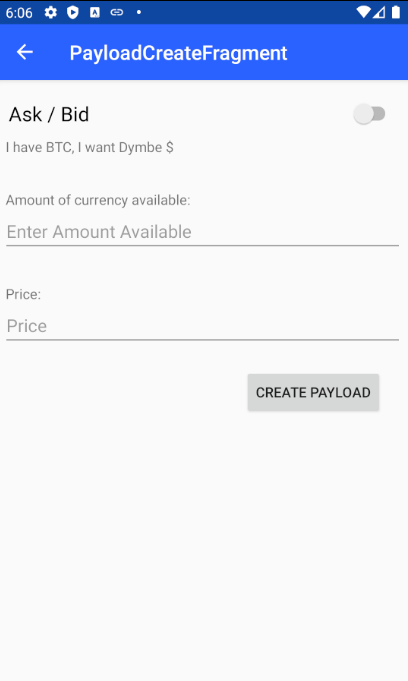 6:06
PayloadCreateFragment
Ask / Bid
I have BTC, I want Dymbe $
Amount of currency available:
Enter Amount Available
Price:
Price
CREATE PAYLOAD